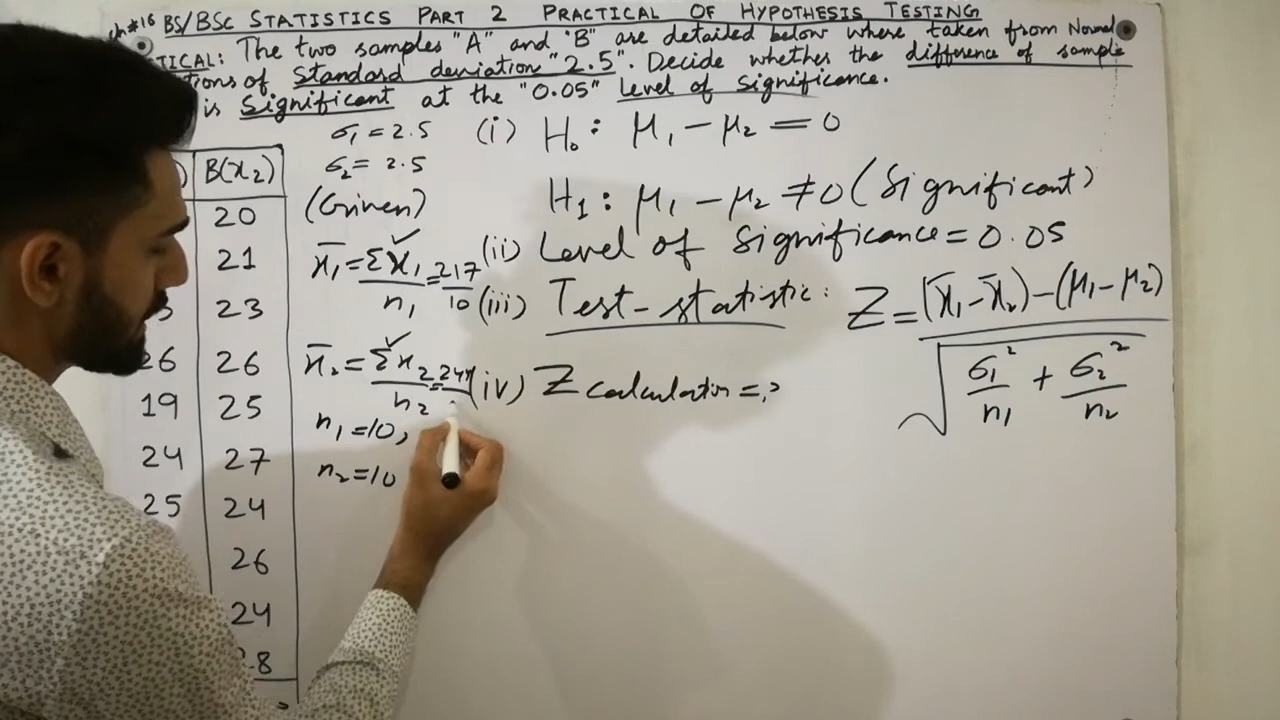 ch#16 BS/BSC STATISTICS PART 2 PRACTICAL OF HYPOTHESIS TESTING
TICAL: The two samples "A" and "B" are detailed below where taken from Normal
tions of standard deviation "2.5". Decide whether the difference of sample
is Significant at the "0.05" level of significance.
σ₁ = 2.5
σ₂ = 2.5
(Given)
x̄₁ = Σx₁/n₁ = 217/10
x̄₂ = Σx₂/n₂ = 244/
n₁=10,
n₂=10
(i) H₀: μ₁ - μ₂ = 0
H₁: μ₁ - μ₂ ≠ 0 (Significant)
(ii) Level of significance = 0.05
(iii) Test-statistic: Z = (x̄₁-x̄₂)-(μ₁-μ₂) / √(σ₁²/n₁ + σ₂²/n₂)
(iv) Z calculation =
) B(x₂)
20
21
23
26 26
19 25
24 27
25 24
26
24
8